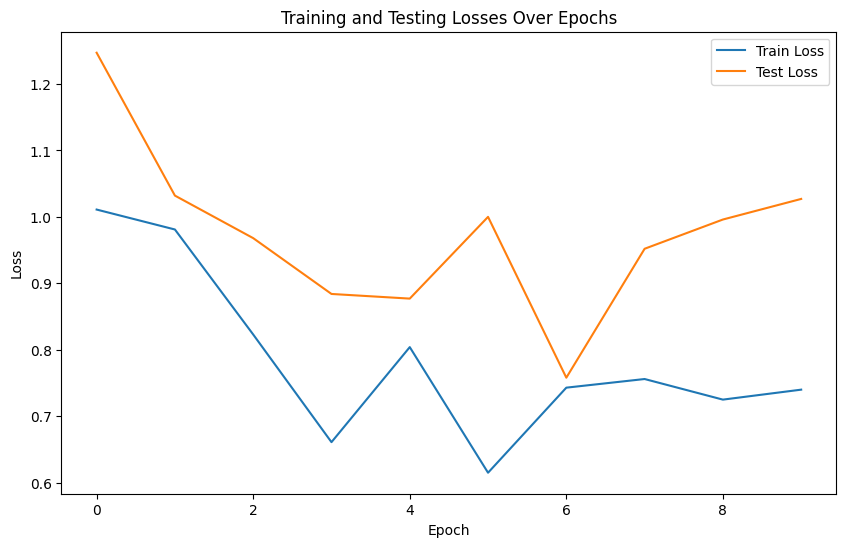 Training and Testing Losses Over Epochs
Train Loss
Test Loss
1.2
1.1
1.0
0.9
0.8
0.7
0.6
Loss
0 2 4 6 8
Epoch